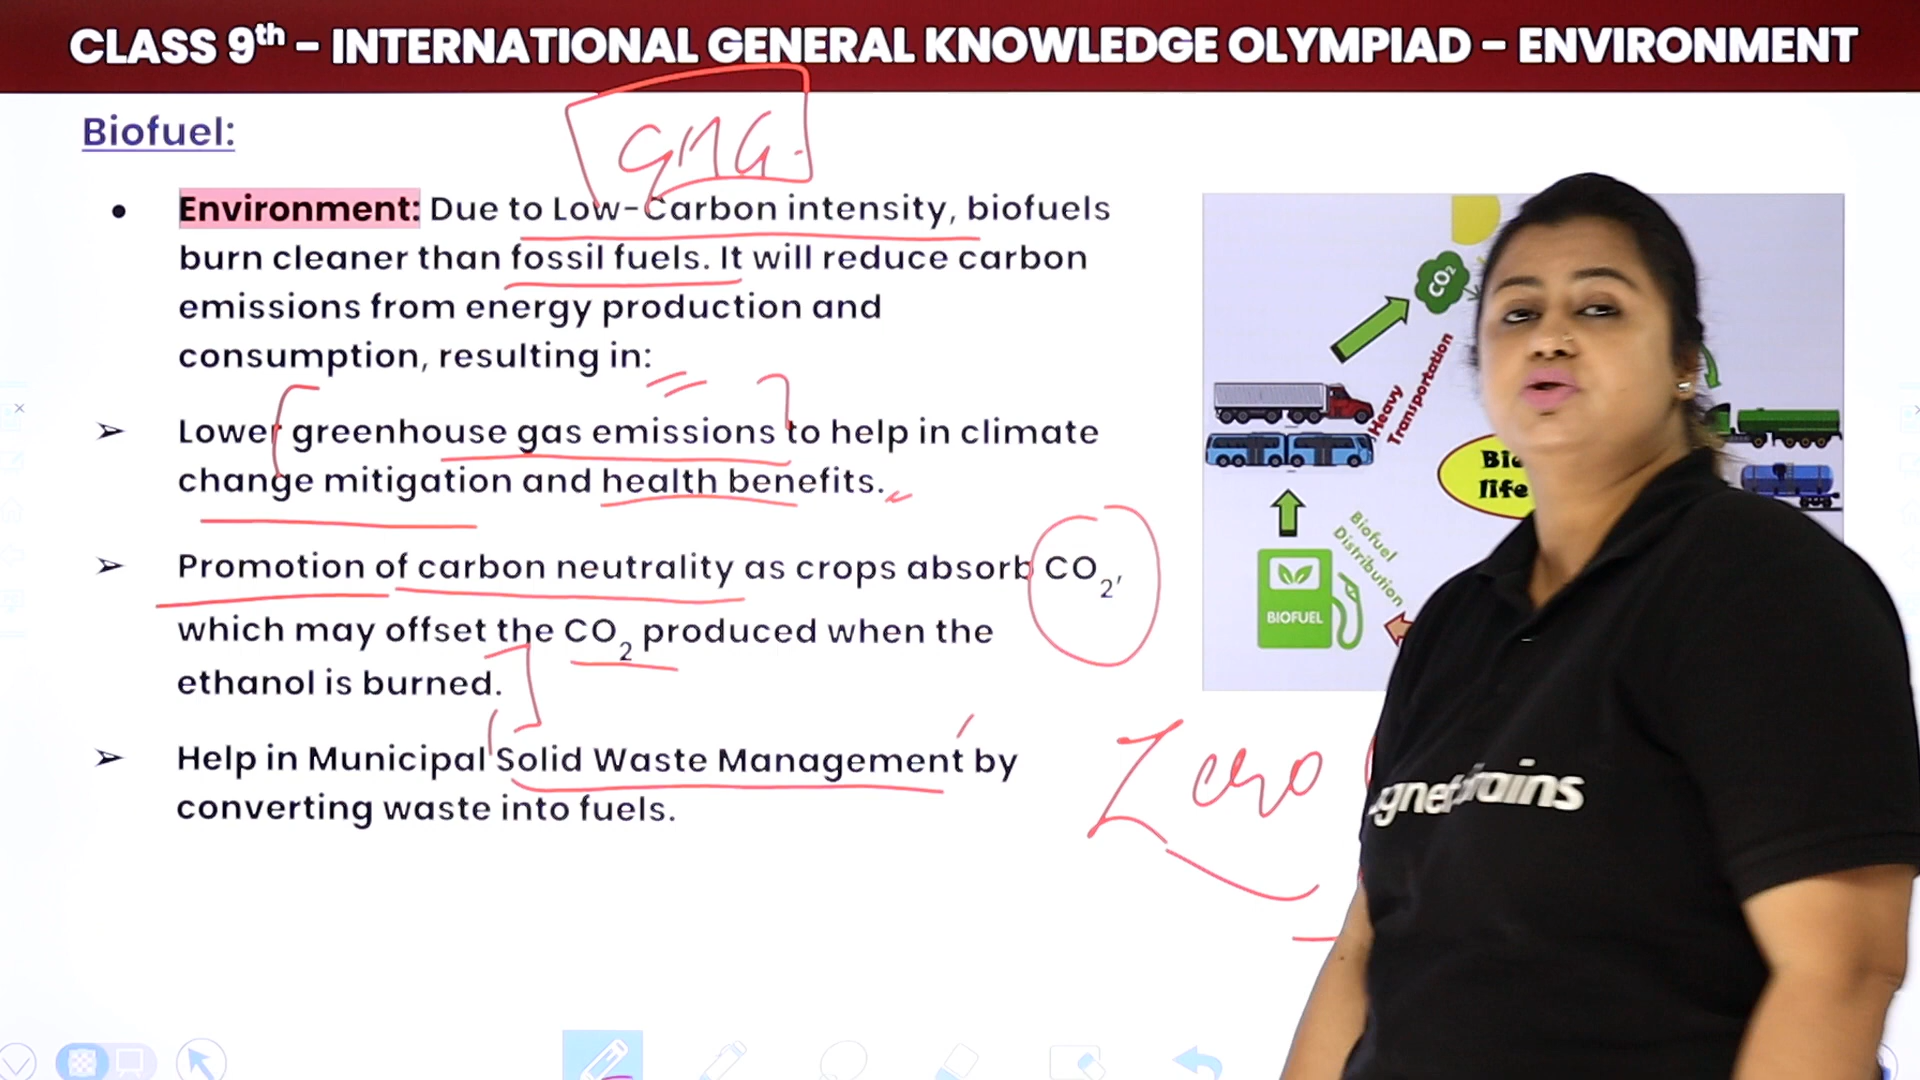 CLASS 9th – INTERNATIONAL GENERAL KNOWLEDGE OLYMPIAD – ENVIRONMENT
Biofuel:
GHG
• Environment: Due to Low-Carbon intensity, biofuels
burn cleaner than fossil fuels. It will reduce carbon
emissions from energy production and
consumption, resulting in:
➢ Lower greenhouse gas emissions to help in climate
change mitigation and health benefits.
➢ Promotion of carbon neutrality as crops absorb CO2,
which may offset the CO2 produced when the
ethanol is burned.
➢ Help in Municipal Solid Waste Management by
converting waste into fuels.
CO2
Heavy
Transportation
life
Biofuel
Distribution
BIOFUEL
Zero